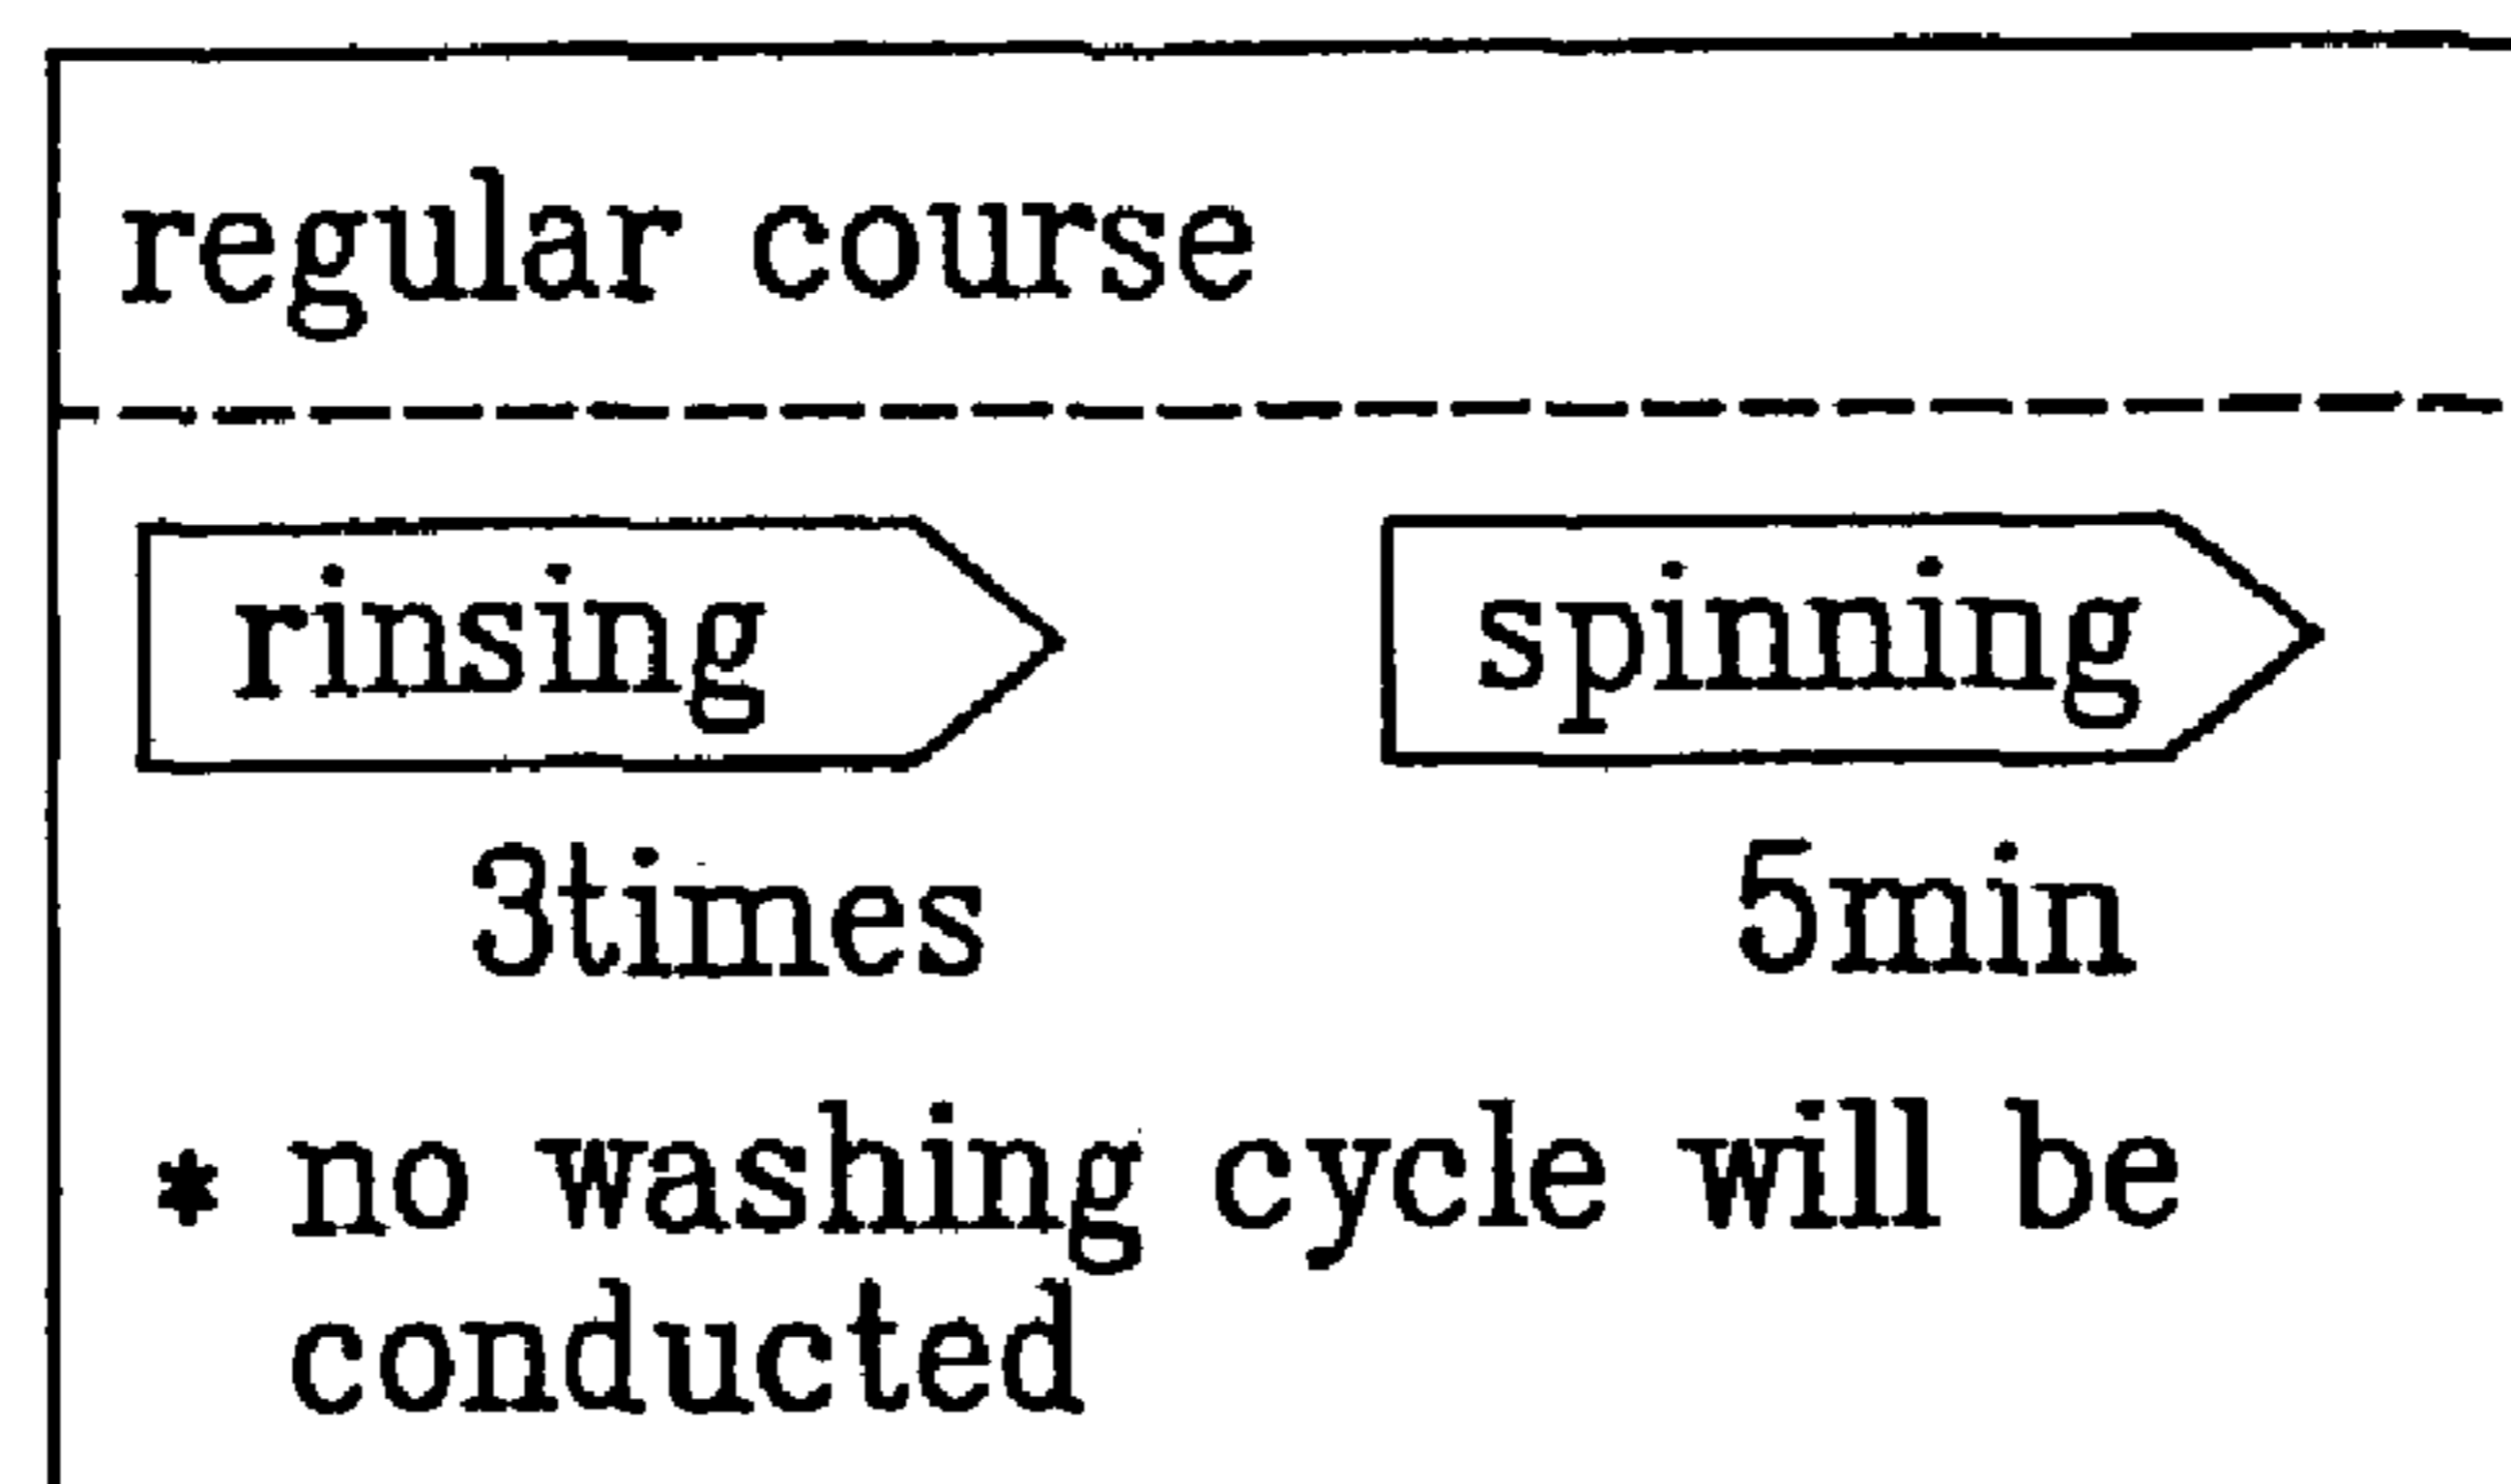 regular course
rinsing spinning
3times 5min
* no washing cycle will be
conducted